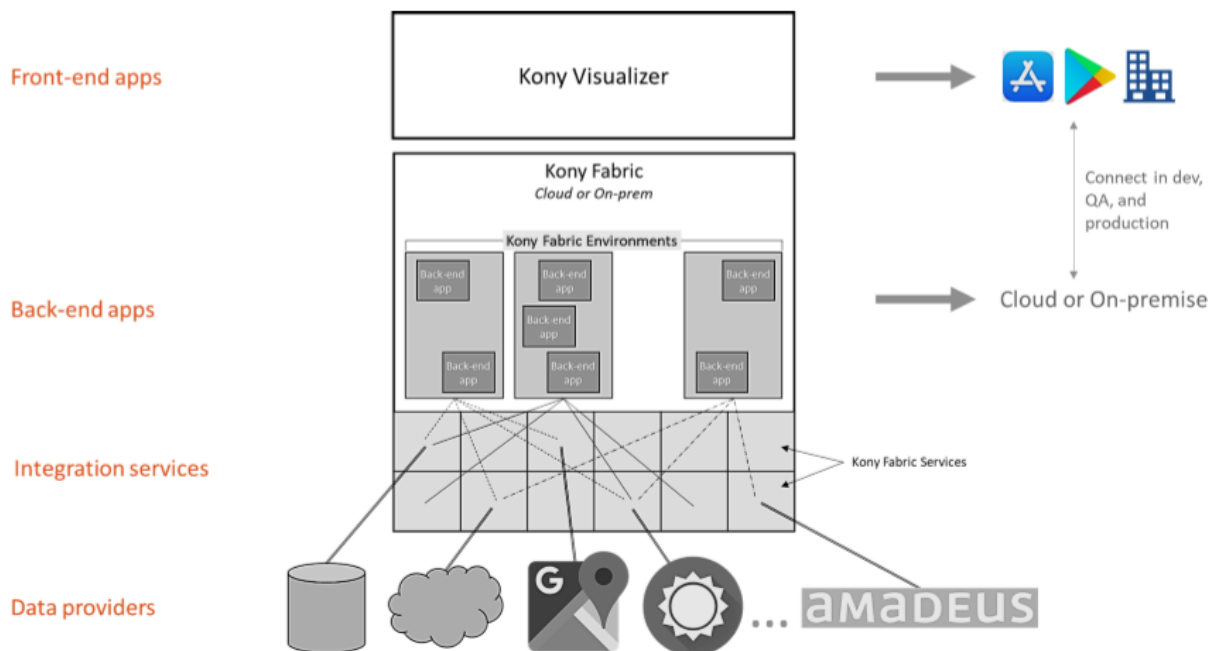 Front-end apps
Kony Visualizer
Kony Fabric
Cloud or On-prem
Connect in dev,
QA, and
production
Kony Fabric Environments
Back-end
app
Back-end
app
Back-end
app
Back-end apps
Cloud or On-premise
Back-end
app
Back-end
app
Back-end
app
Back-end
app
Integration services
Kony Fabric Services
G
Data providers
... amadeus